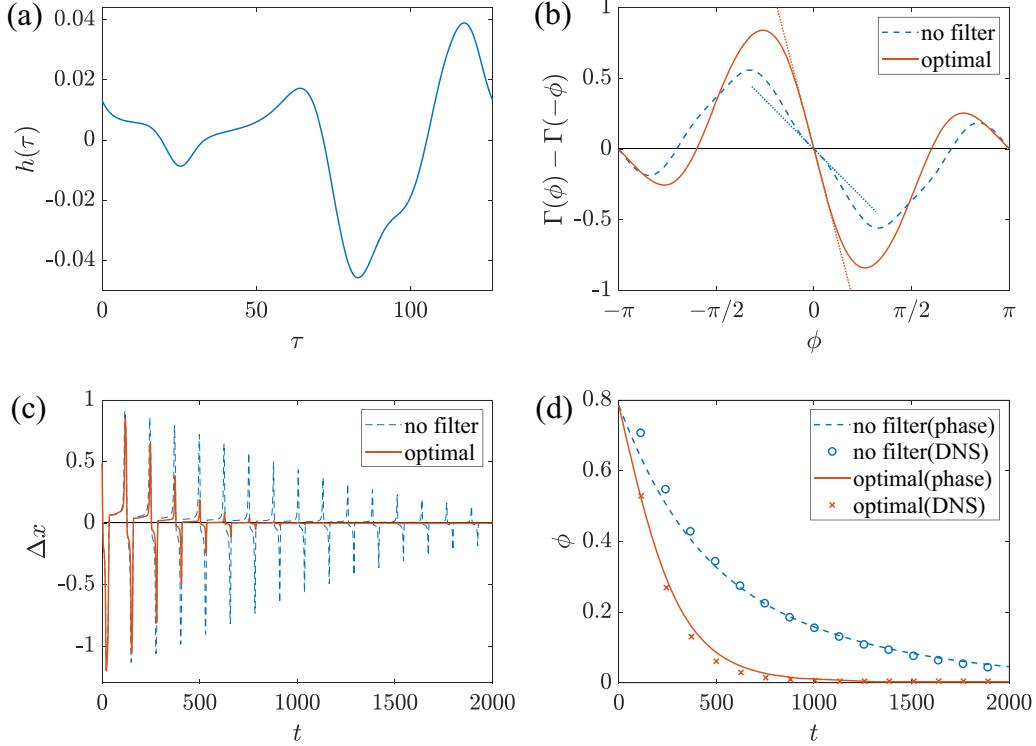 (a)
0.04
0.02
0
-0.02
-0.04
h(τ)
0
50
100
τ
(b)
1
0.5
0
-0.5
-1
Γ(ϕ) − Γ(−ϕ)
no filter
optimal
−π
−π/2
0
π/2
π
ϕ
(c)
1
0.5
0
-0.5
-1
Δx
no filter
optimal
0
500
1000
1500
2000
t
(d)
0.8
0.6
0.4
0.2
0
ϕ
no filter(phase)
no filter(DNS)
optimal(phase)
optimal(DNS)
0
500
1000
1500
2000
t